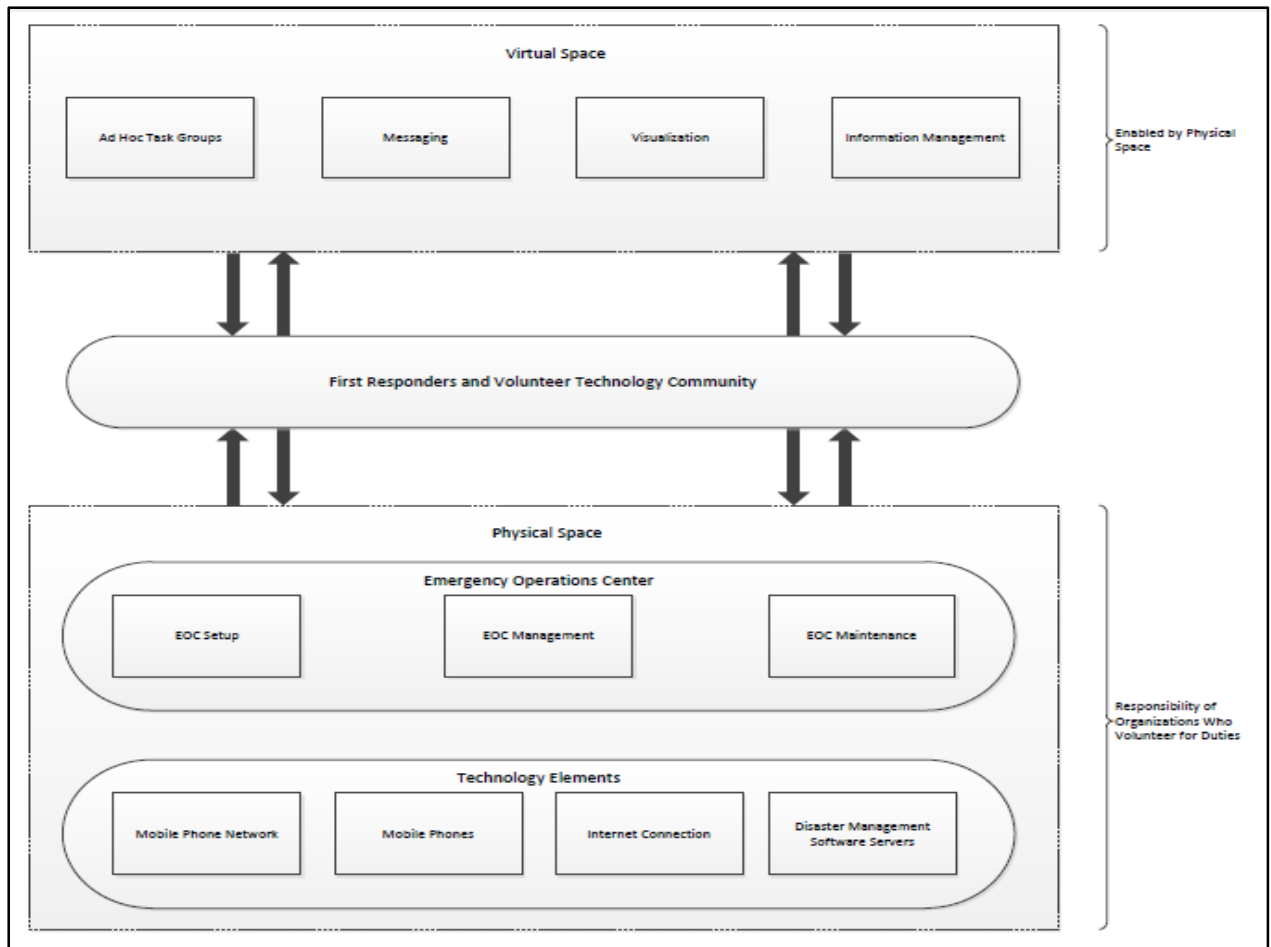 Virtual Space
Ad Hoc Task Groups
Messaging
Visualization
Information Management
Enabled by Physical
Space
First Responders and Volunteer Technology Community
Physical Space
Emergency Operations Center
EOC Setup
EOC Management
EOC Maintenance
Responsibility of
Organizations Who
Volunteer for Duties
Technology Elements
Mobile Phone Network
Mobile Phones
Internet Connection
Disaster Management
Software Servers